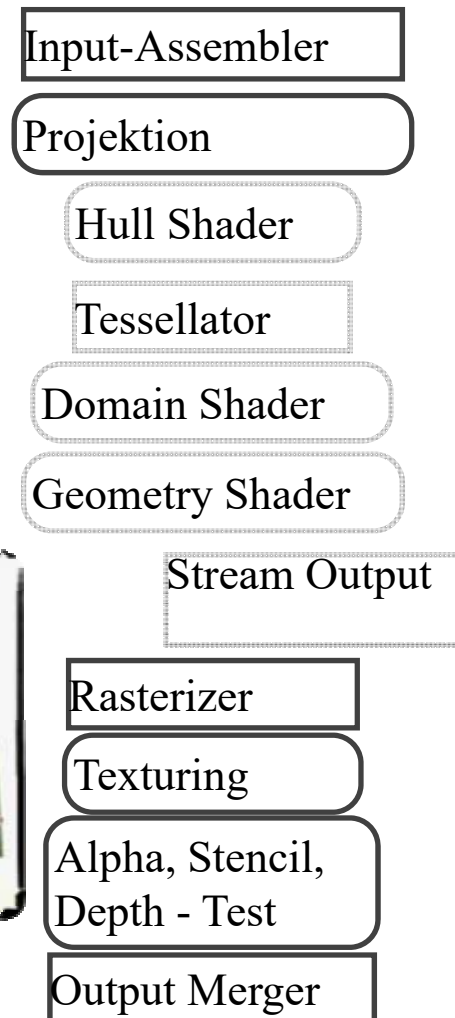 Input-Assembler
Projektion
Hull Shader
Tessellator
Domain Shader
Geometry Shader
Stream Output
Rasterizer
Texturing
Alpha, Stencil,
Depth - Test
Output Merger